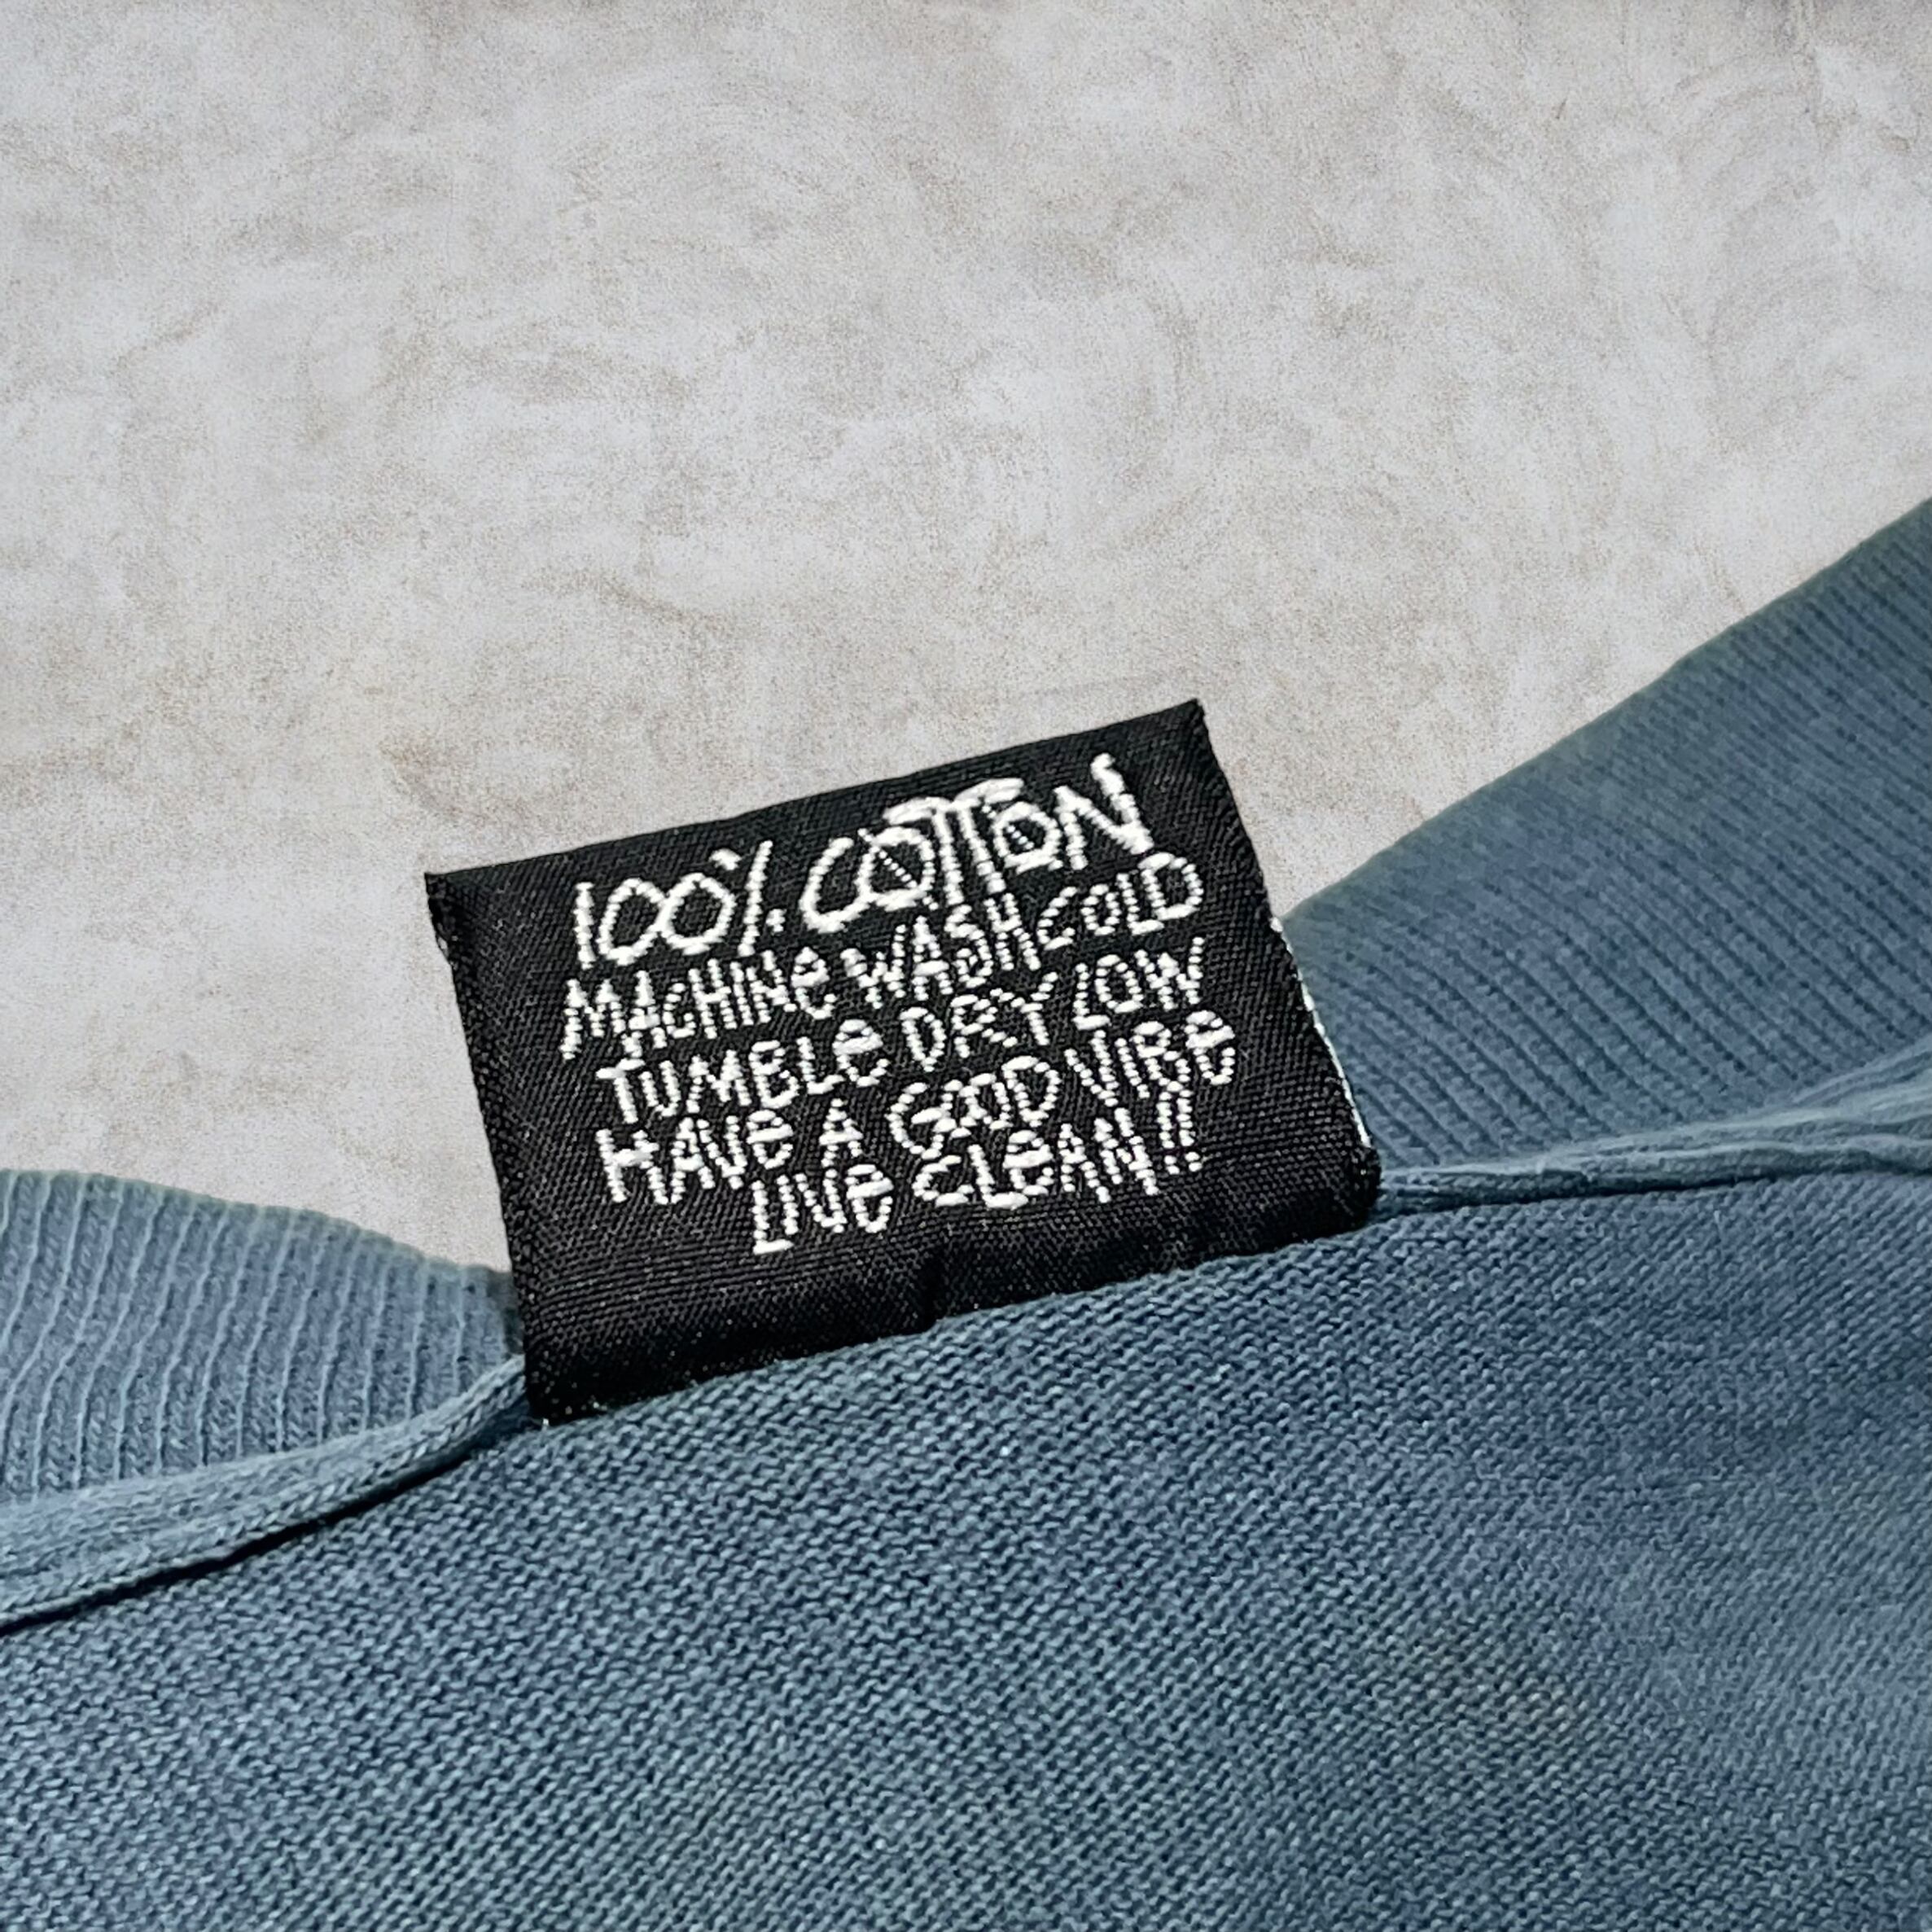 100% COTTON
MACHINE WASH COLD
TUMBLE DRY LOW
HAVE A GOOD VIBE
LIVE CLEAN!!